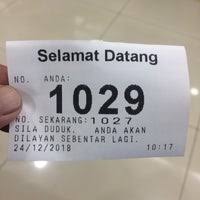 Selamat Datang
NO. ANDA:
1029
NO. SEKARANG:1027
SILA DUDUK. ANDA AKAN
DILAYAN SEBENTAR LAGI.
24/12/2018 10:17